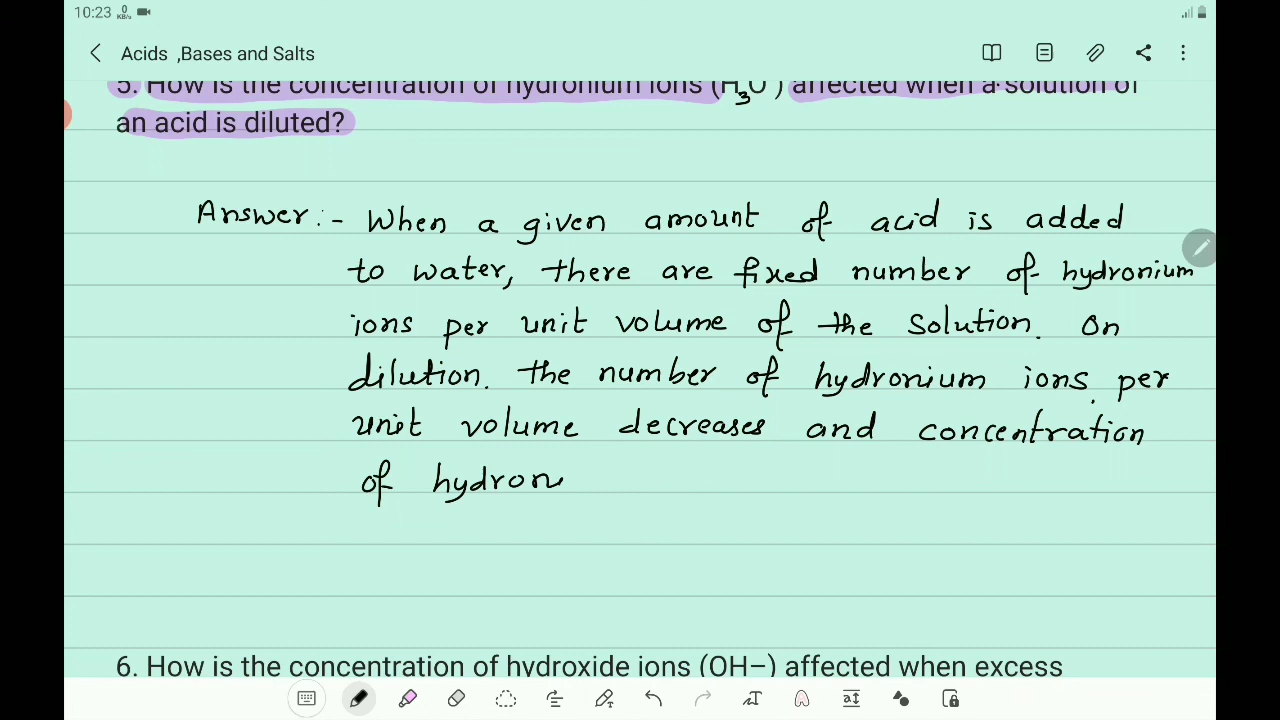 10:23 0 KB/s
Acids ,Bases and Salts
5. How is the concentration of hydronium ions (H₃O ) affected when a solution of
an acid is diluted?
Answer :- When a given amount of acid is added
to water, there are fixed number of hydronium
ions per unit volume of the solution. On
dilution. the number of hydronium ions per
unit volume decreases and concentration
of hydron
6. How is the concentration of hydroxide ions (OH−) affected when excess